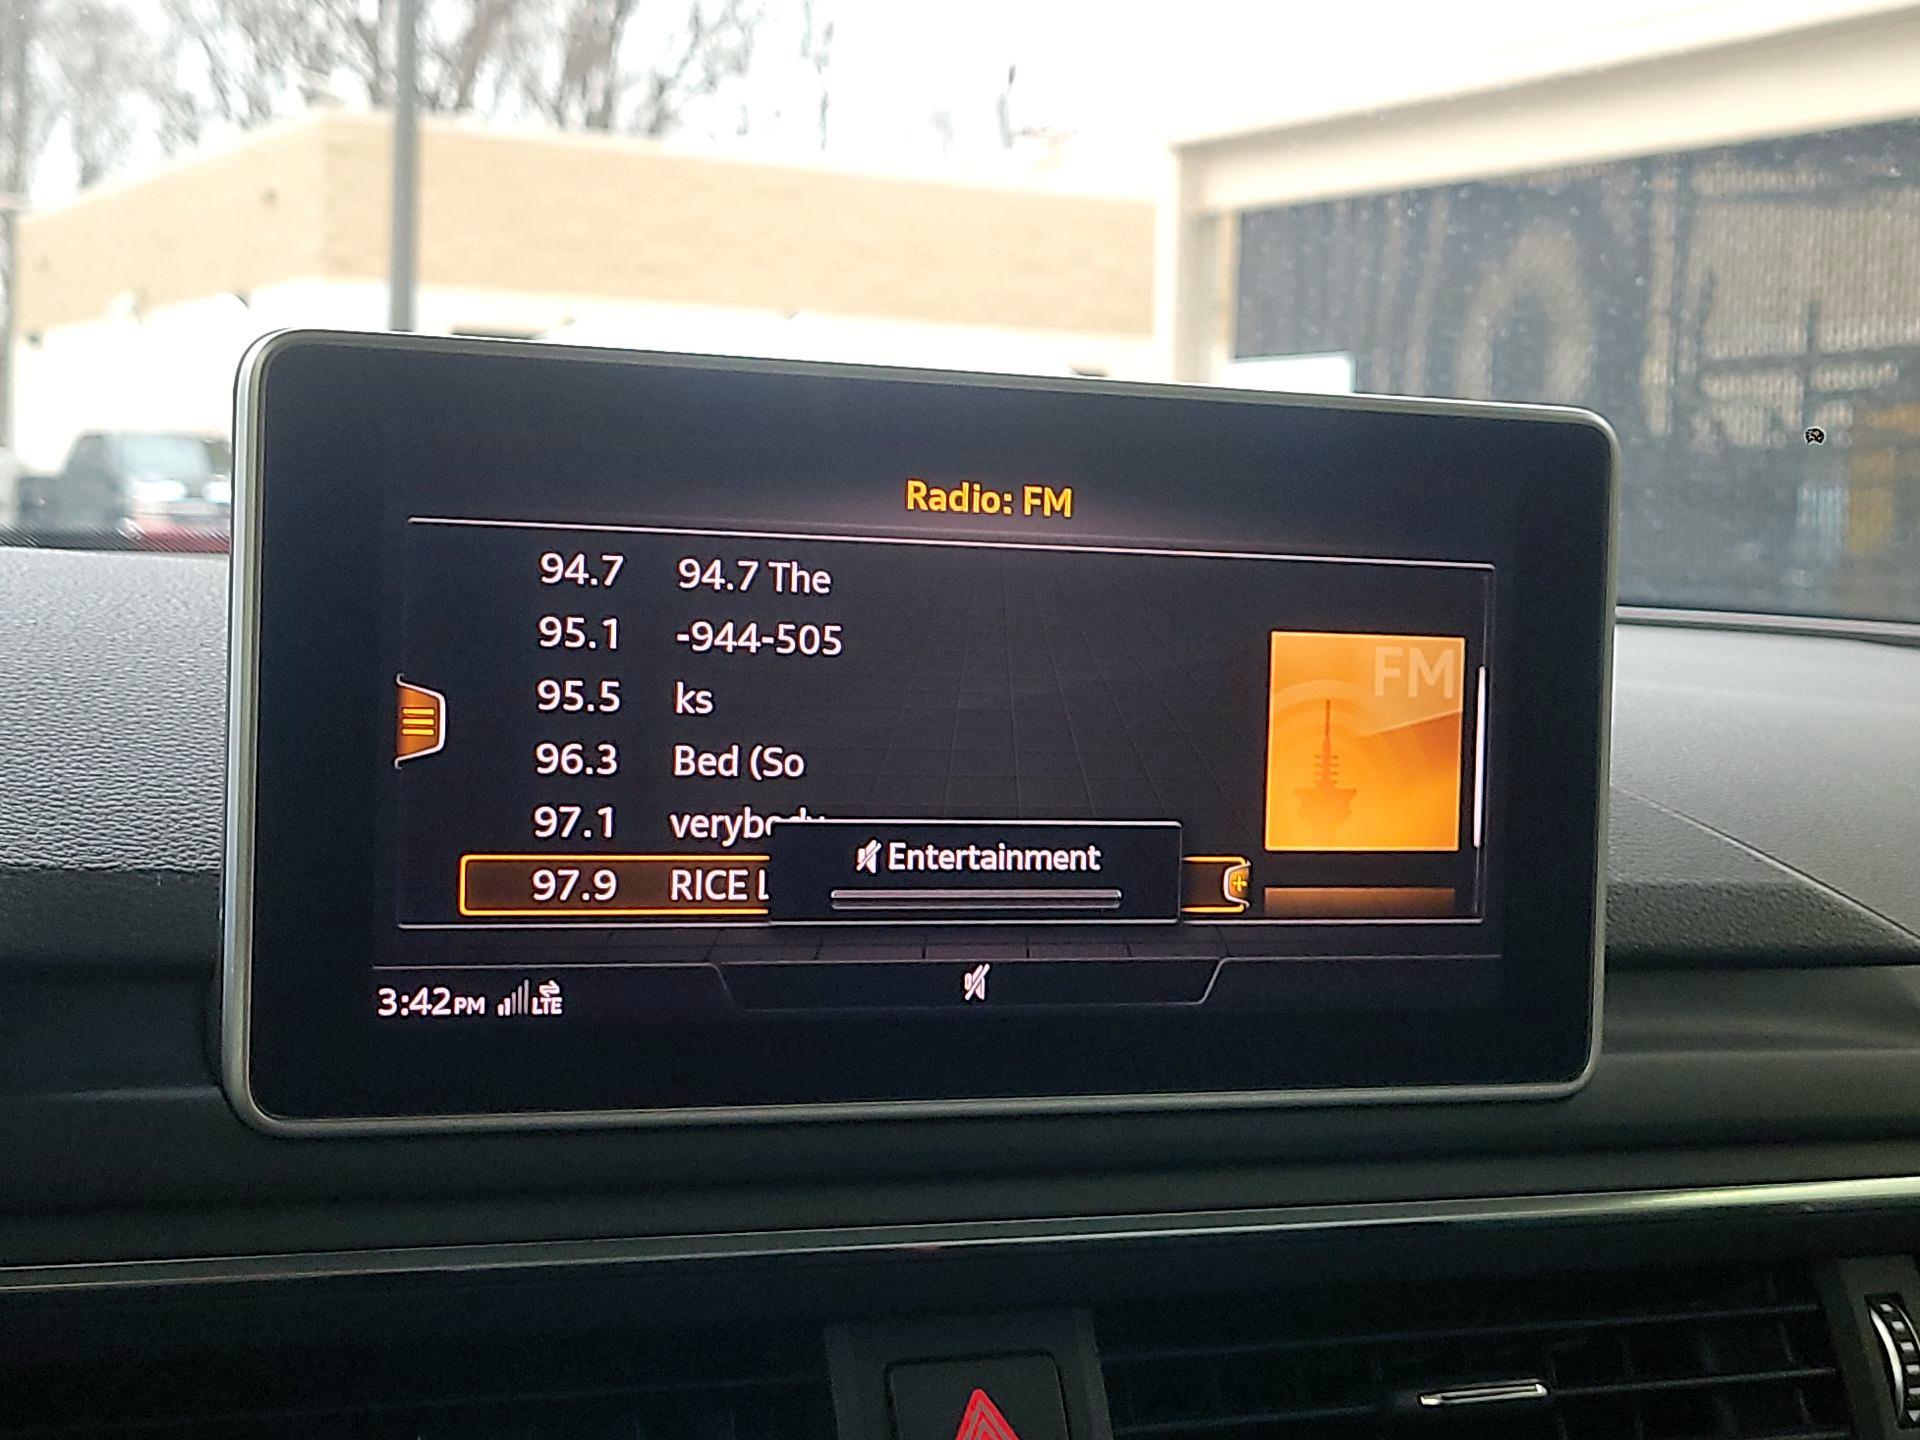 Radio: FM
94.7 94.7 The
95.1 -944-505
95.5 ks
96.3 Bed (So
97.1 verybody
97.9 RICE L
Entertainment
FM
3:42PM LTE